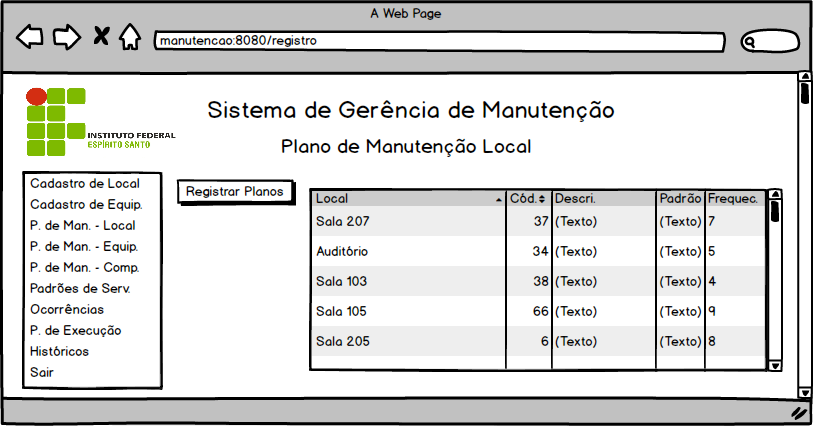 A Web Page
manutencao:8080/registro
Sistema de Gerência de Manutenção
INSTITUTO FEDERAL
ESPÍRITO SANTO
Plano de Manutenção Local
Cadastro de Local
Cadastro de Equip.
P. de Man. - Local
P. de Man. - Equip.
P. de Man. - Comp.
Padrões de Serv.
Ocorrências
P. de Execução
Históricos
Sair
Registrar Planos
Local Cód. Descri. Padrão Frequec.
Sala 207 37 (Texto) (Texto) 7
Auditório 34 (Texto) (Texto) 5
Sala 103 38 (Texto) (Texto) 4
Sala 105 66 (Texto) (Texto) 9
Sala 205 6 (Texto) (Texto) 8